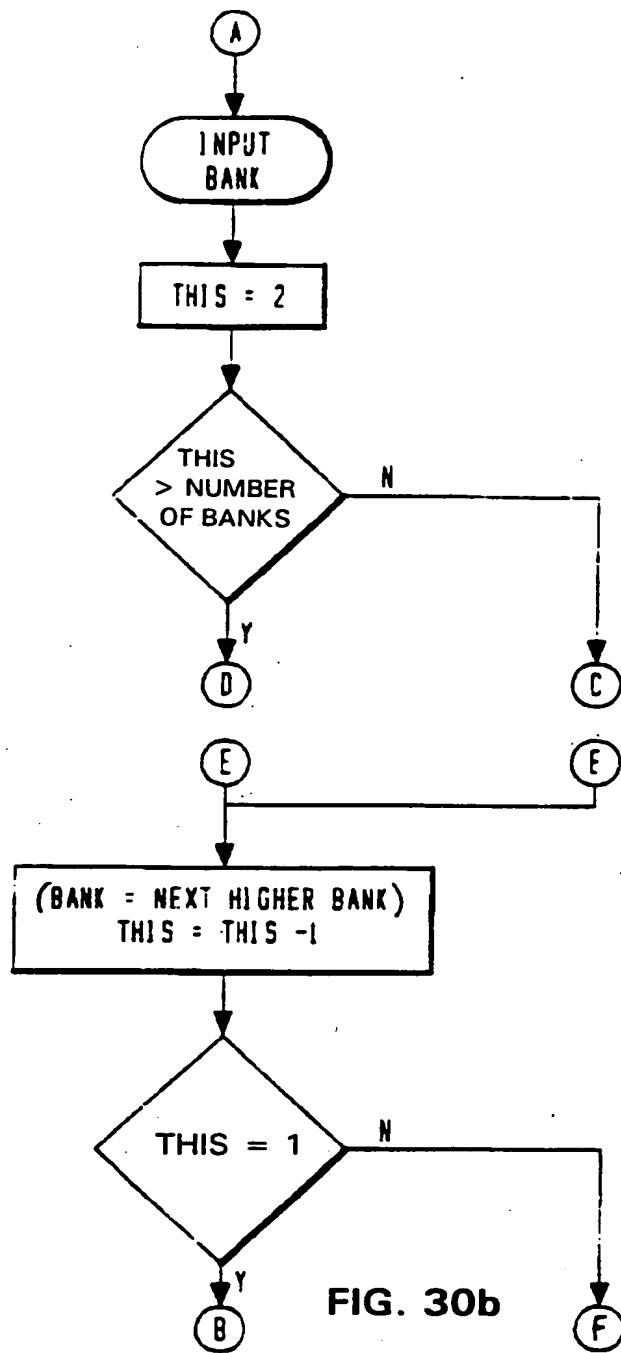 A
INPUT
BANK
THIS = 2
THIS
> NUMBER
OF BANKS
N
Y
D
C
E
E
(BANK = NEXT HIGHER BANK)
THIS = THIS -1
THIS = 1
N
Y
B
F
FIG. 30b